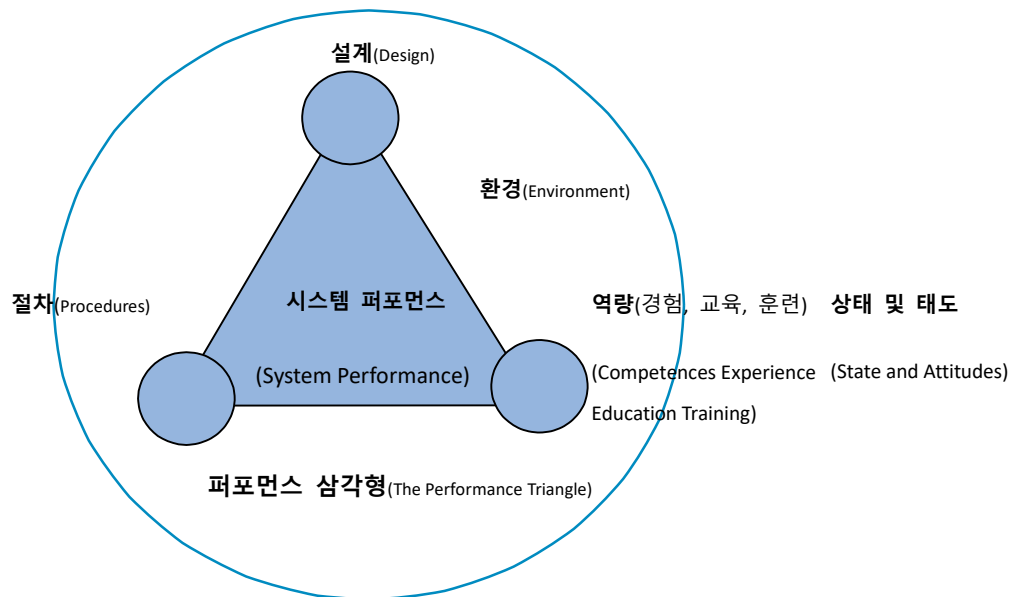 설계(Design)
환경(Environment)
절차(Procedures)
시스템 퍼포먼스
역량(경험, 교육, 훈련) 상태 및 태도
(System Performance)
(Competences Experience (State and Attitudes)
Education Training)
퍼포먼스 삼각형(The Performance Triangle)